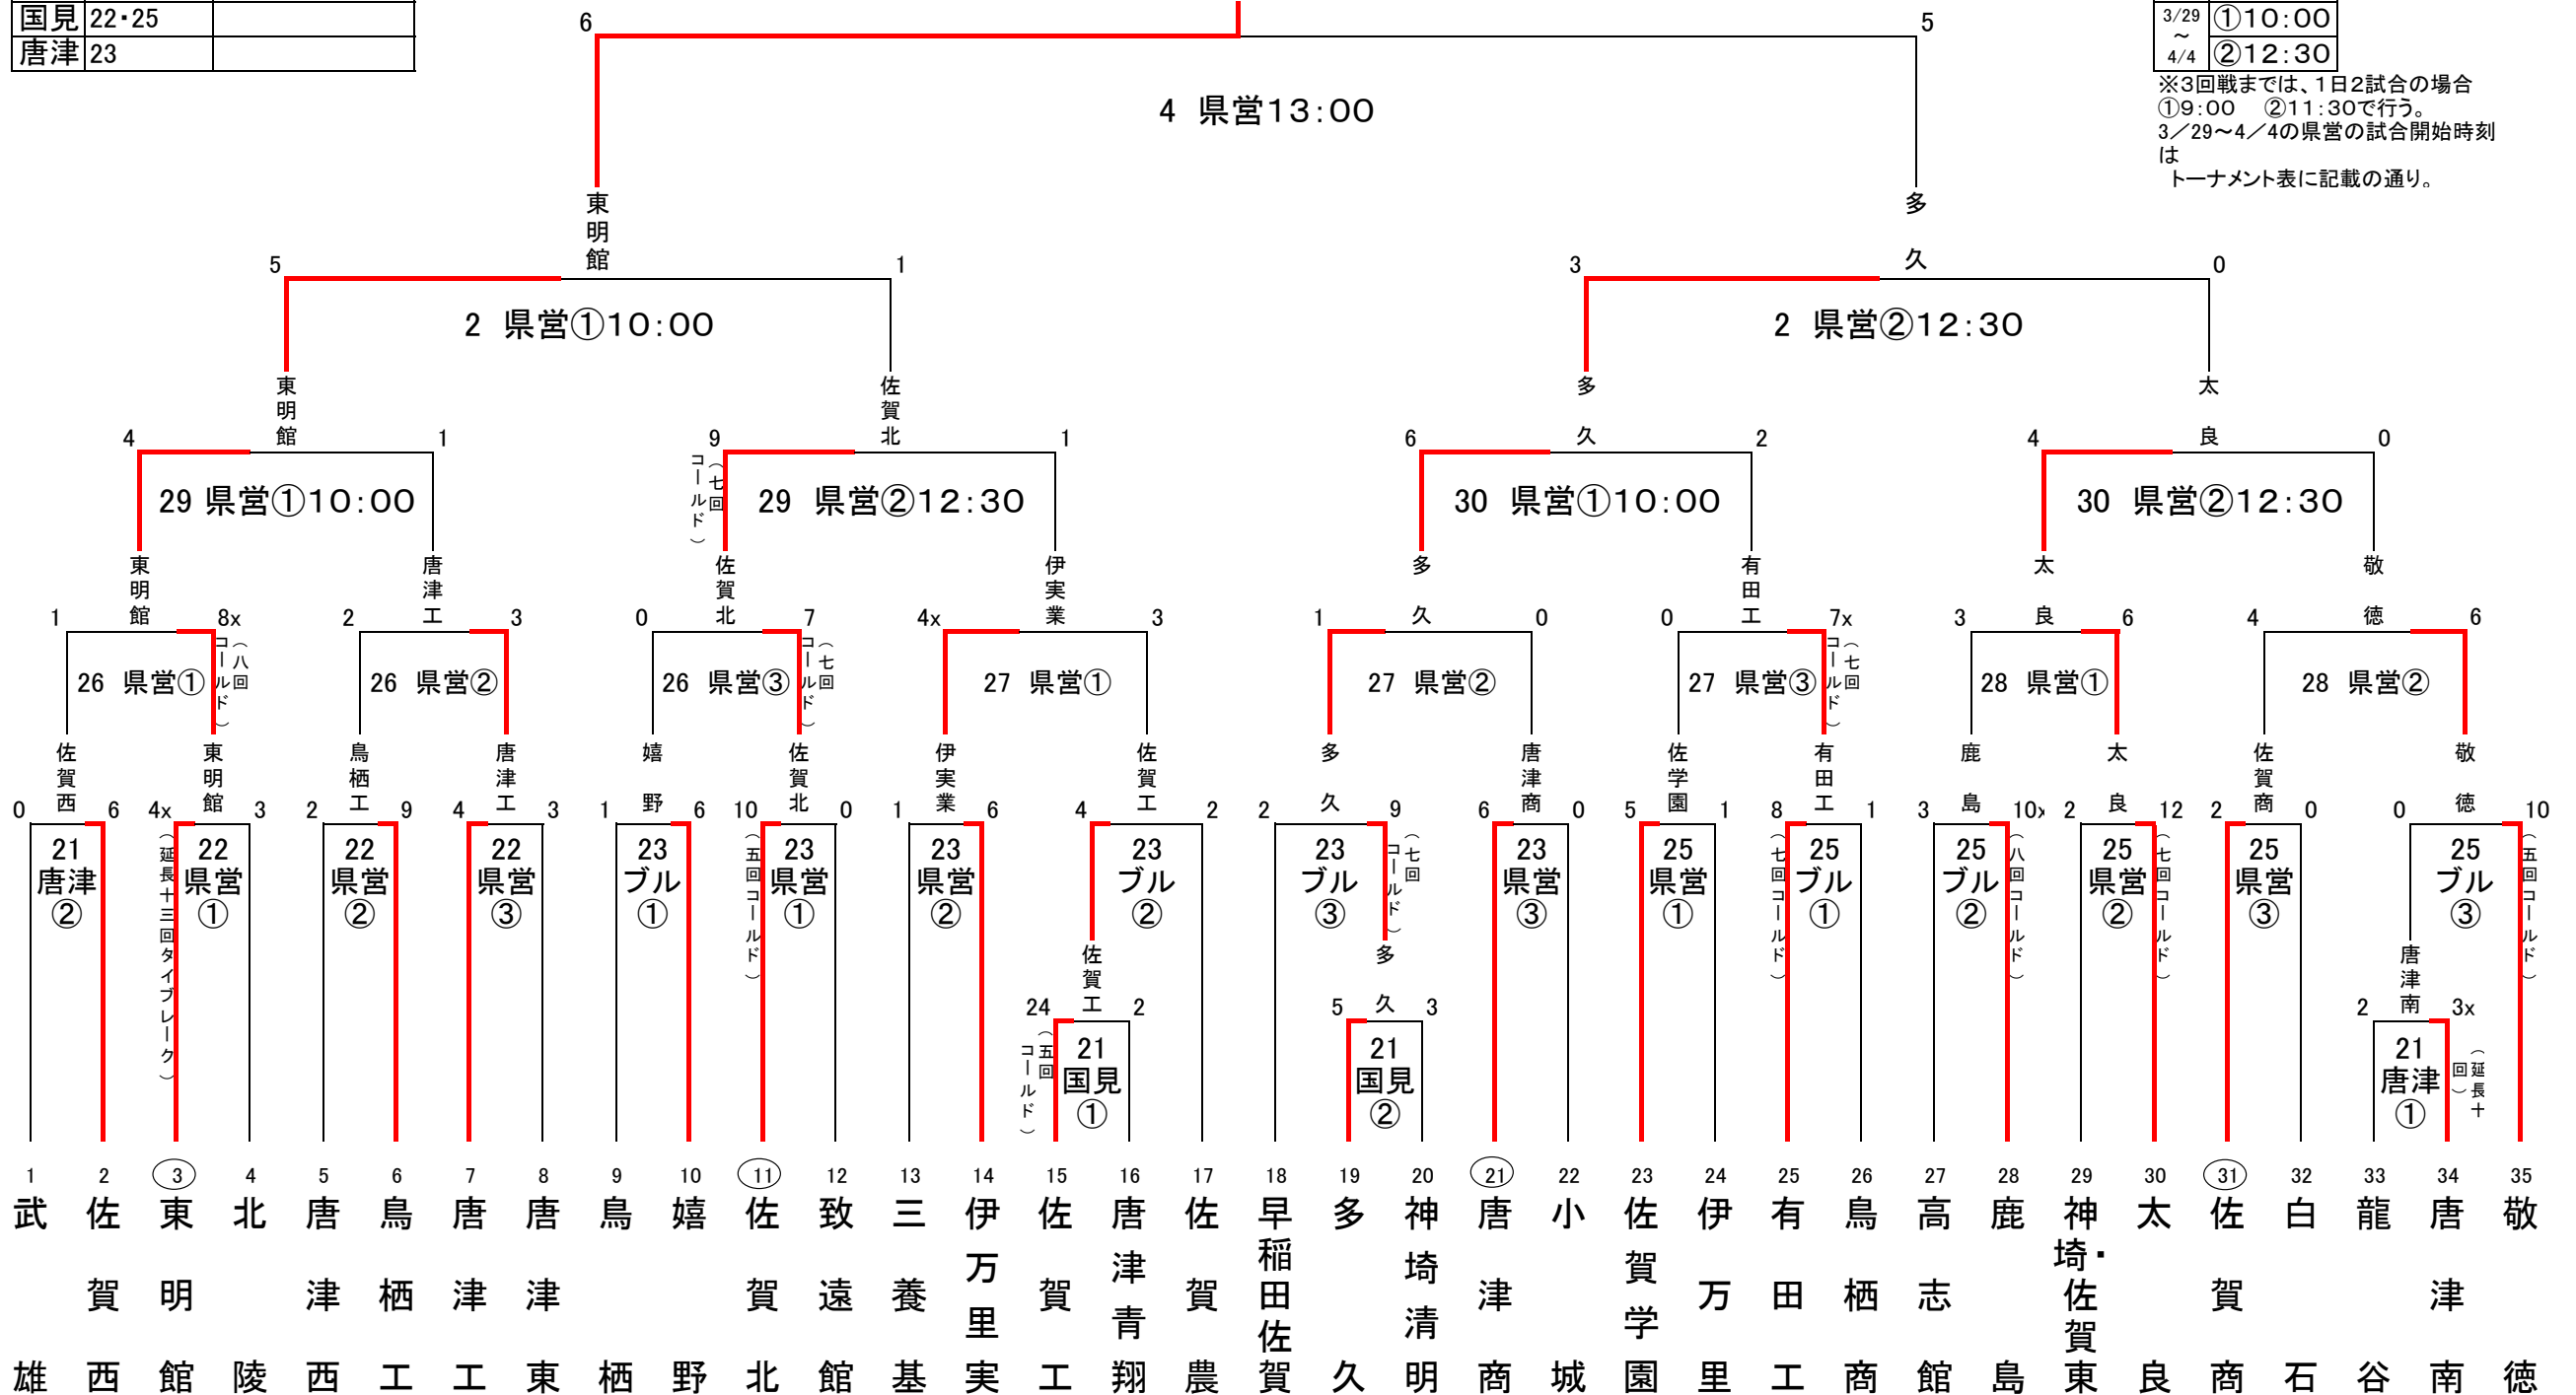 国見 22・25
唐津 23
3/29～4/4 ①10:00
②12:30
※3回戦までは、1日2試合の場合
①9:00 ②11:30で行う。
3／29～4／4の県営の試合開始時刻
は
トーナメント表に記載の通り。
6 5
4 県営13:00
東明館 多久
5 1 3 0
2 県営①10:00 2 県営②12:30
東明館 佐賀北 多久 太良
4 1 9 （七回コールド） 1 6 2 4 0
29 県営①10:00 29 県営②12:30 30 県営①10:00 30 県営②12:30
東明館 唐津工 佐賀北 伊実業 多久 有田工 太良 敬徳
1 8x （八回コールド） 2 3 0 7 （七回コールド） 4x 3 1 0 0 7x （七回コールド） 3 6 4 6
26 県営① 26 県営② 26 県営③ 27 県営① 27 県営② 27 県営③ 28 県営① 28 県営②
佐賀西 東明館 鳥栖工 唐津工 嬉野 佐賀北 伊実業 佐賀工 多久 唐津商 佐学園 有田工 鹿島 太良 佐賀商 敬徳
0 6 4x 3 2 9 4 3 1 6 10 0 1 6 4 2 2 9 6 0 5 1 8 1 3 10x 2 12 2 0 0 10
21 唐津 ②
（延長十三回タイブレーク） 22 県営 ①
22 県営 ②
22 県営 ③
23 ブル ①
（五回コールド） 23 県営 ①
23 県営 ②
23 ブル ②
23 ブル ③ （七回コールド）
23 県営 ③
25 県営 ①
（七回コールド） 25 ブル ①
25 ブル ② （八回コールド）
25 県営 ② （七回コールド）
25 県営 ③
25 ブル ③ （五回コールド）
佐賀工 多久 唐津南
24 2 5 3 2 3x
（五回コールド） 21 国見 ①
21 国見 ②
21 唐津 ① （延長十回）
1 2 3 4 5 6 7 8 9 10 11 12 13 14 15 16 17 18 19 20 21 22 23 24 25 26 27 28 29 30 31 32 33 34 35
武雄
佐賀西
東明館
北陵
唐津西
鳥栖工
唐津工
唐津東
鳥栖
嬉野
佐賀北
致遠館
三養基
伊万里実
佐賀工
唐津青翔
佐賀農
早稲田佐賀
多久
神埼清明
唐津商
小城
佐賀学園
伊万里
有田工
鳥栖商
高志館
鹿島
神埼・佐賀東
太良
佐賀商
白石
龍谷
唐津南
敬徳